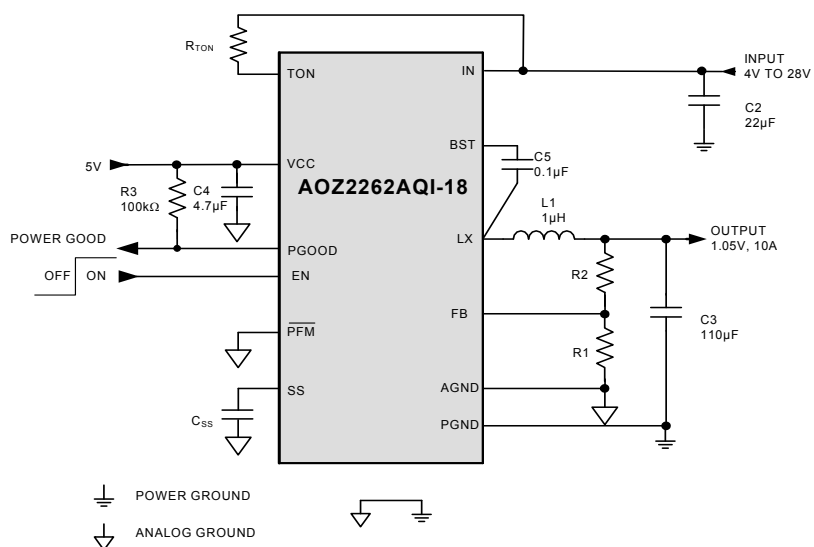 R_TON
TON
IN
INPUT
4V TO 28V
C2
22µF
BST
C5
0.1µF
5V
VCC
AOZ2262AQI-18
R3
100kΩ
C4
4.7µF
L1
1µH
POWER GOOD
PGOOD
LX
OUTPUT
1.05V, 10A
OFF
ON
EN
R2
FB
C3
110µF
PFM
R1
SS
AGND
C_SS
PGND
POWER GROUND
ANALOG GROUND